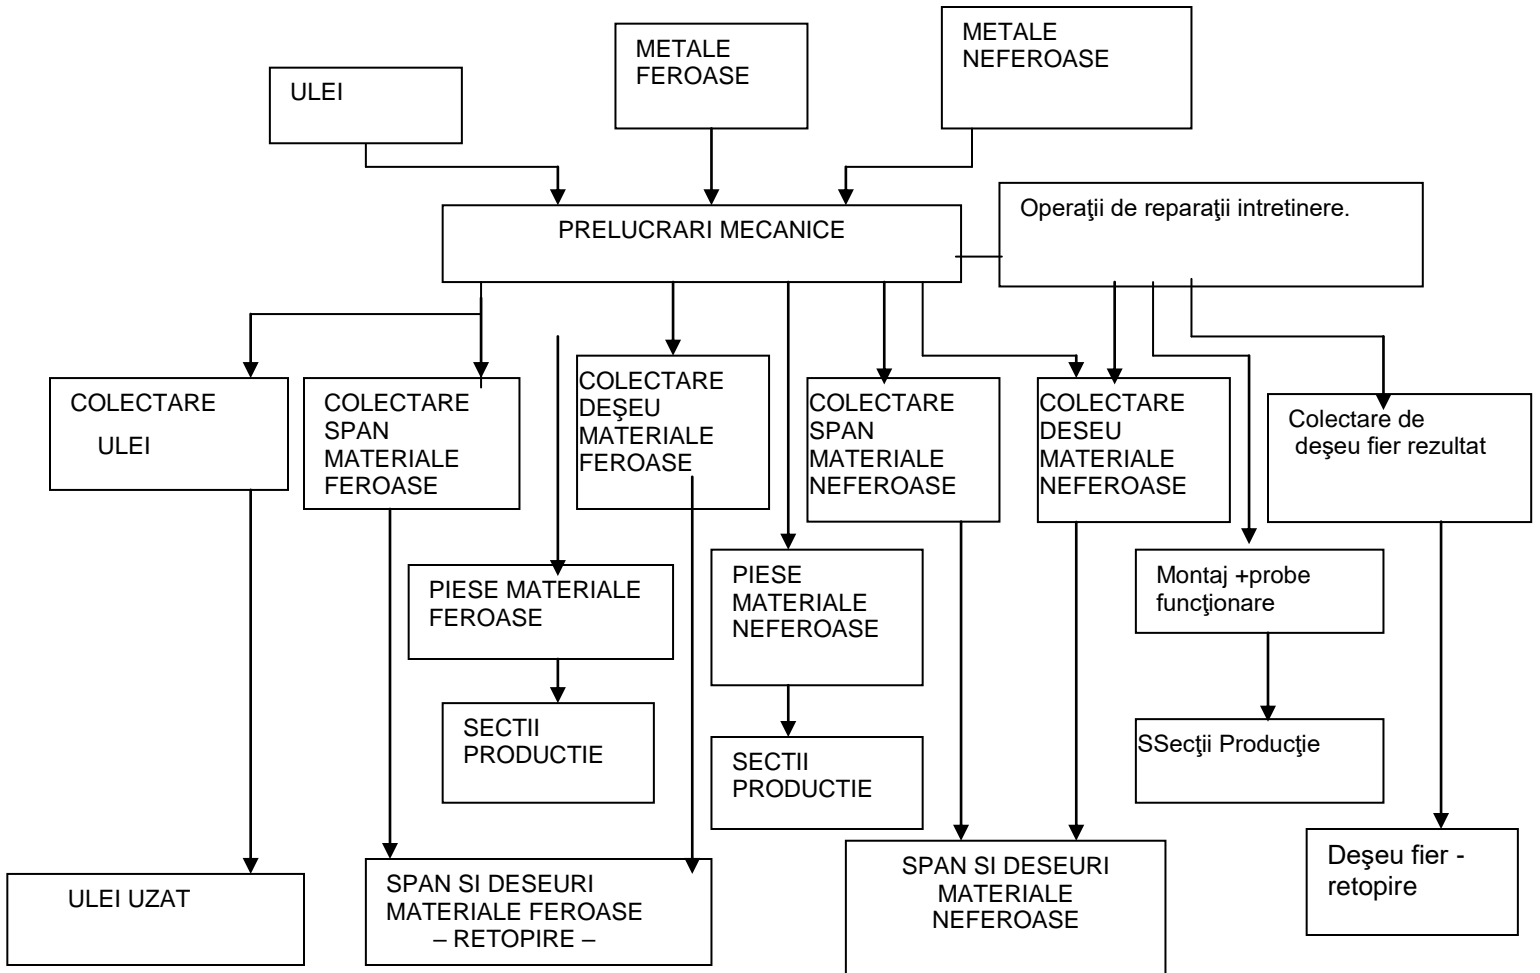 ULEI
METALE
FEROASE
METALE
NEFEROASE
PRELUCRARI MECANICE
Operaţii de reparaţii intretinere.
COLECTARE
ULEI
COLECTARE
SPAN
MATERIALE
FEROASE
COLECTARE
DEŞEU
MATERIALE
FEROASE
COLECTARE
SPAN
MATERIALE
NEFEROASE
COLECTARE
DESEU
MATERIALE
NEFEROASE
Colectare de
deşeu fier rezultat
PIESE MATERIALE
FEROASE
PIESE
MATERIALE
NEFEROASE
Montaj +probe
funcţionare
SECTII
PRODUCTIE
SECTII
PRODUCTIE
SSecţii Producţie
ULEI UZAT
SPAN SI DESEURI
MATERIALE FEROASE
– RETOPIRE –
SPAN SI DESEURI
MATERIALE
NEFEROASE
Deşeu fier -
retopire